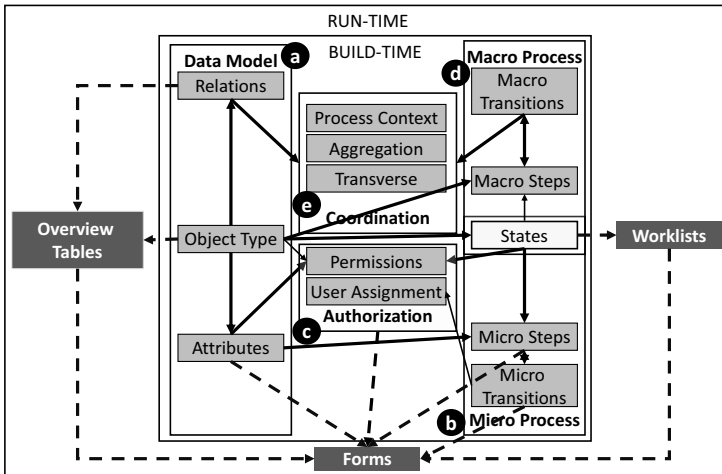 RUN-TIME
BUILD-TIME
Data Model
a
Relations
Object Type
Attributes
Process Context
Aggregation
Transverse
e
Coordination
Permissions
User Assignment
Authorization
c
Macro Process
d
Macro
Transitions
Macro Steps
States
Micro Steps
Micro
Transitions
b
Micro Process
Overview
Tables
Worklists
Forms